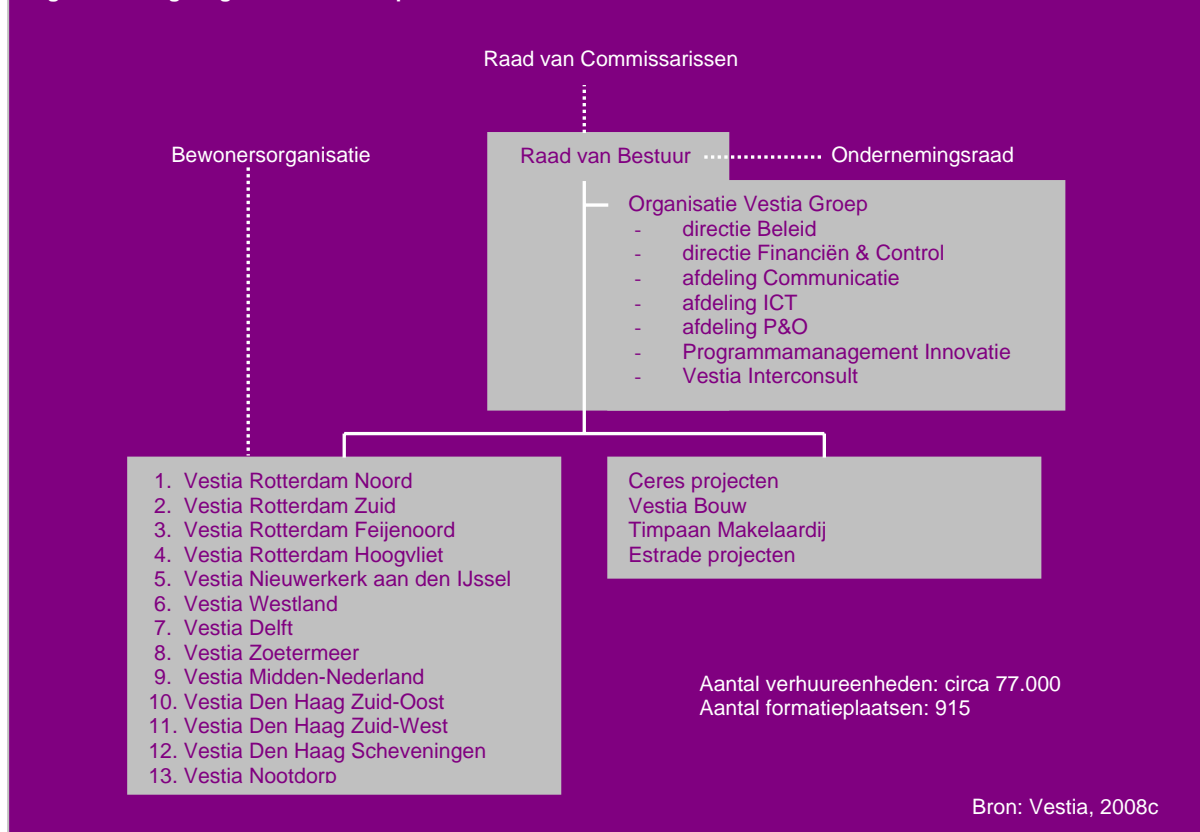 Raad van Commissarissen
Bewonersorganisatie
Raad van Bestuur
Ondernemingsraad
Organisatie Vestia Groep
- directie Beleid
- directie Financiën & Control
- afdeling Communicatie
- afdeling ICT
- afdeling P&O
- Programmamanagement Innovatie
- Vestia Interconsult
1. Vestia Rotterdam Noord
2. Vestia Rotterdam Zuid
3. Vestia Rotterdam Feijenoord
4. Vestia Rotterdam Hoogvliet
5. Vestia Nieuwerkerk aan den IJssel
6. Vestia Westland
7. Vestia Delft
8. Vestia Zoetermeer
9. Vestia Midden-Nederland
10. Vestia Den Haag Zuid-Oost
11. Vestia Den Haag Zuid-West
12. Vestia Den Haag Scheveningen
13. Vestia Nootdorp
Ceres projecten
Vestia Bouw
Timpaan Makelaardij
Estrade projecten
Aantal verhuureenheden: circa 77.000
Aantal formatieplaatsen: 915
Bron: Vestia, 2008c